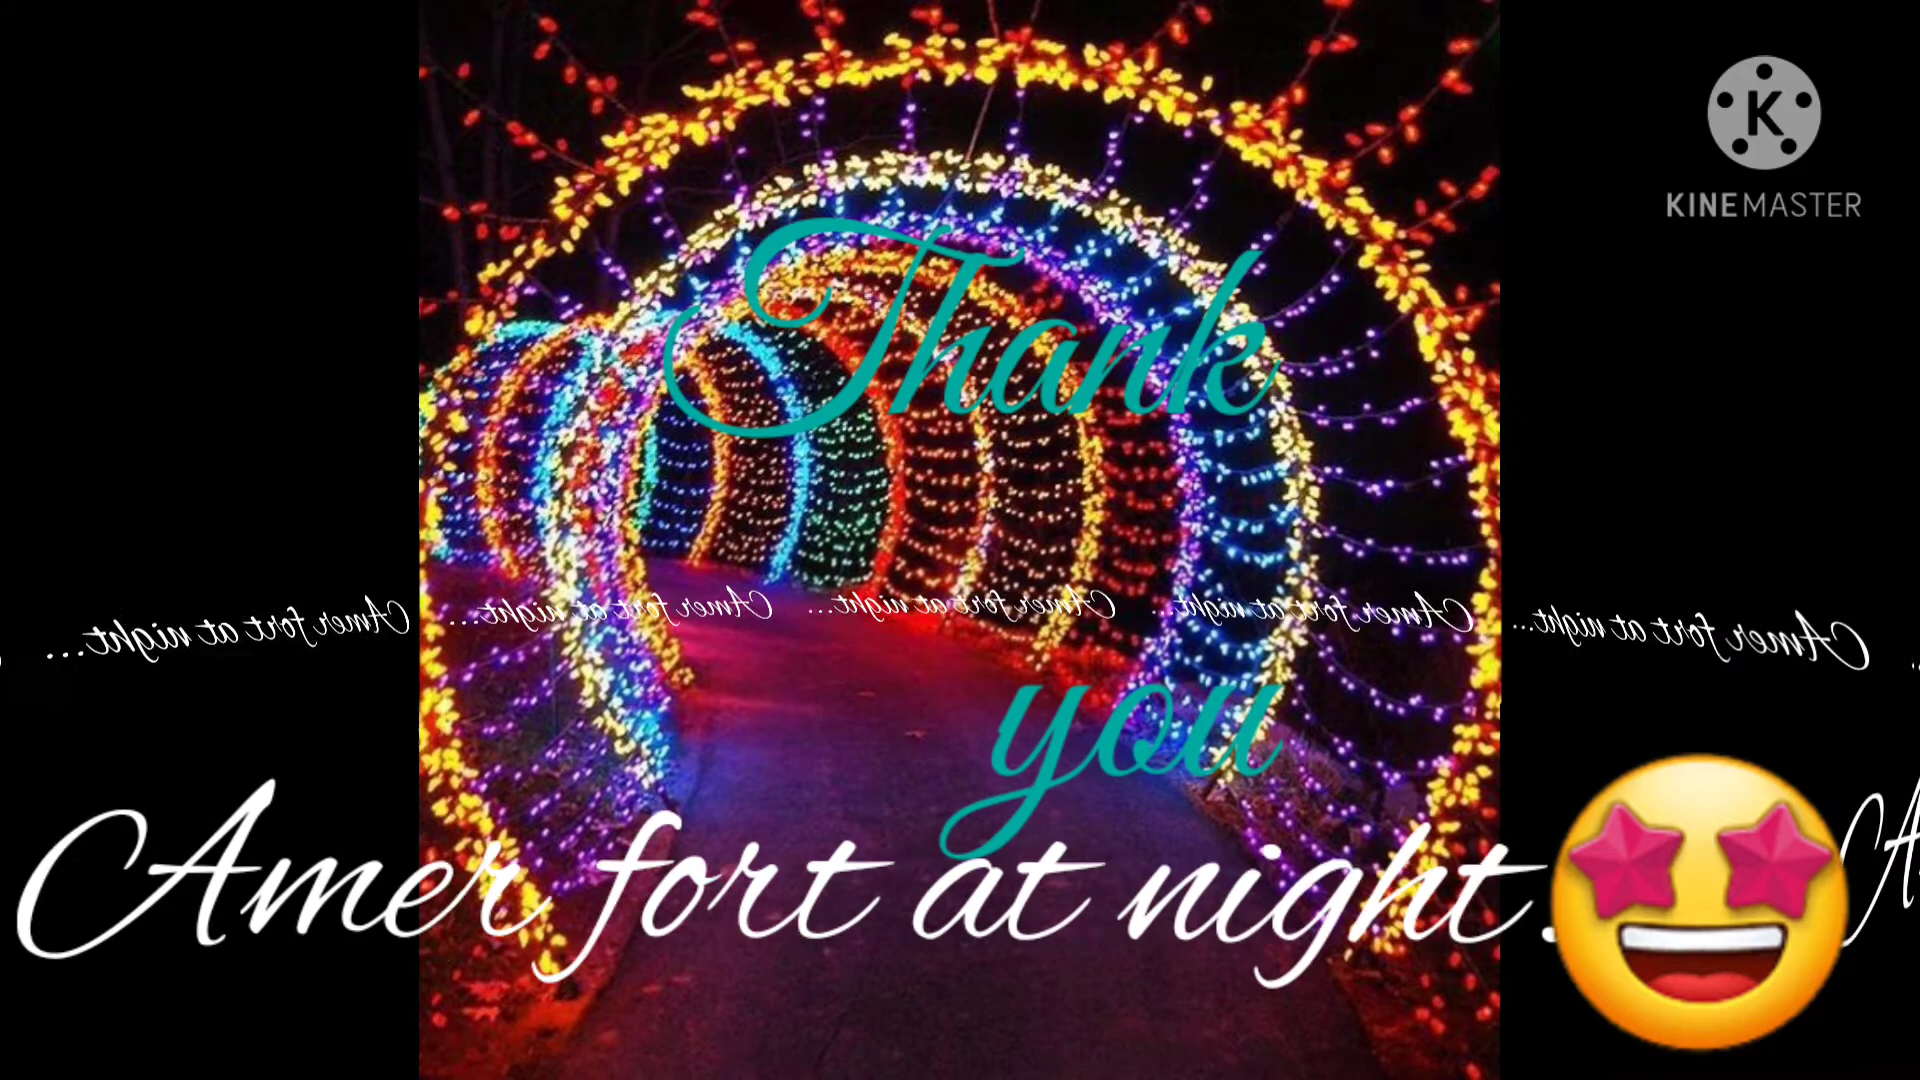 KINEMASTER
Thank
Amer fort at night... Amer fort at night... Amer fort at night... Amer fort at night... Amer fort at night...
you
Amer fort at night.